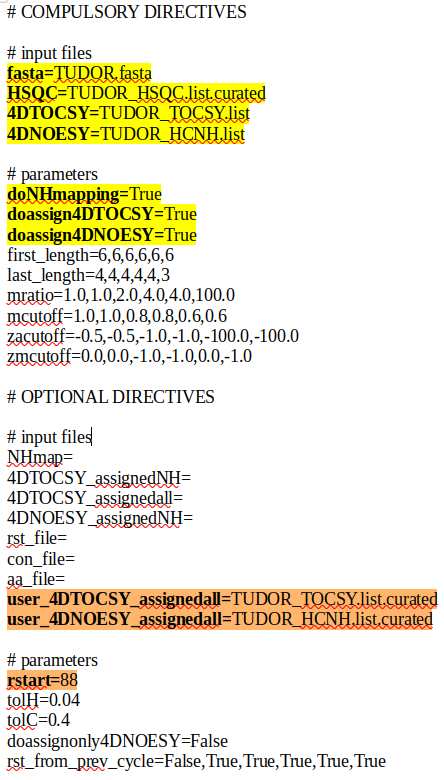 # COMPULSORY DIRECTIVES
# input files
fasta=TUDOR.fasta
HSQC=TUDOR_HSQC.list.curated
4DTOCSY=TUDOR_TOCSY.list
4DNOESY=TUDOR_HCNH.list
# parameters
doNHmapping=True
doassign4DTOCSY=True
doassign4DNOESY=True
first_length=6,6,6,6,6,6
last_length=4,4,4,4,4,3
mratio=1.0,1.0,2.0,4.0,4.0,100.0
mcutoff=1.0,1.0,0.8,0.8,0.6,0.6
zacutoff=-0.5,-0.5,-1.0,-1.0,-100.0,-100.0
zmcutoff=0.0,0.0,-1.0,-1.0,0.0,-1.0
# OPTIONAL DIRECTIVES
# input files
NHmap=
4DTOCSY_assignedNH=
4DTOCSY_assignedall=
4DNOESY_assignedNH=
rst_file=
con_file=
aa_file=
user_4DTOCSY_assignedall=TUDOR_TOCSY.list.curated
user_4DNOESY_assignedall=TUDOR_HCNH.list.curated
# parameters
rstart=88
tolH=0.04
tolC=0.4
doassignonly4DNOESY=False
rst_from_prev_cycle=False,True,True,True,True,True